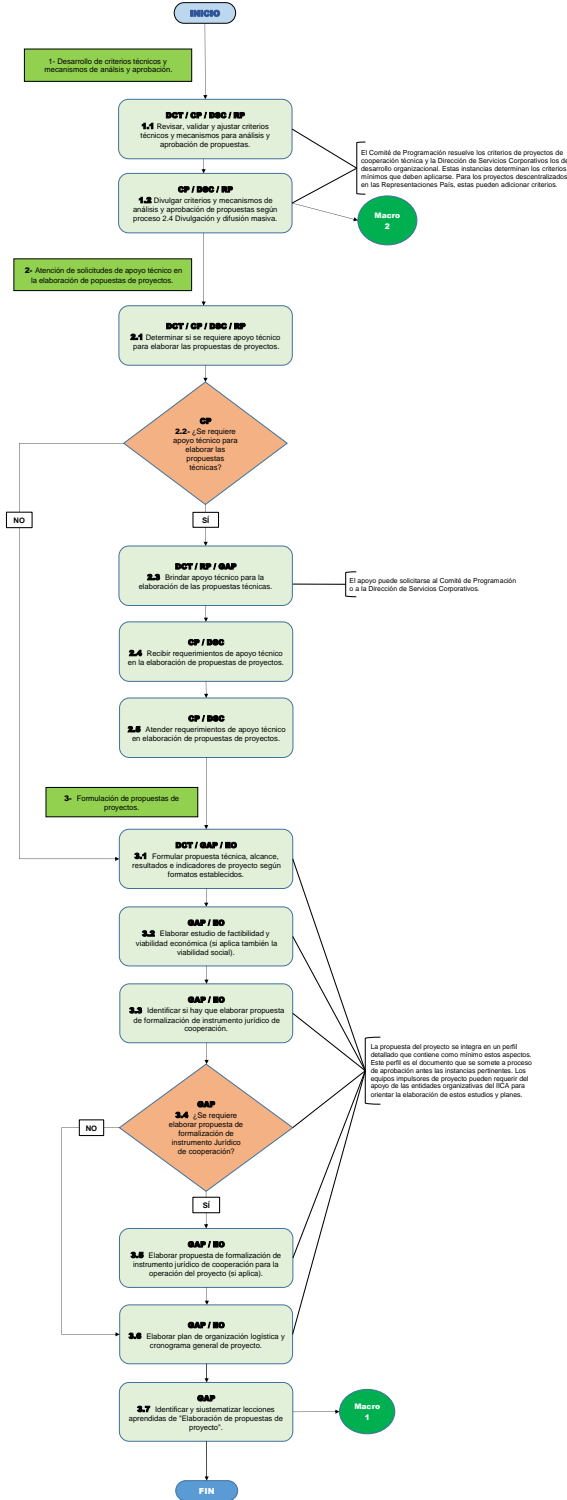 INICIO
1- Desarrollo de criterios técnicos y
mecanismos de análsis y aprobación.
DCT / CP / DSC / RP
1.1 Revisar, validar y ajustar criterios
técnicos y mecanismos para análisis y
aprobación de propuestas.
El Comité de Programación resuelve los criterios de proyectos de
cooperación técnica y la Dirección de Servicios Corporativos los de
desarrollo organizacional. Estas instancias determinan los criterios
mínimos que deben aplicarse. Para los proyectos descentralizados
en las Representaciones País, estas pueden adicionar criterios.
CP / DSC / RP
1.2 Divulgar criterios y mecanismos de
análisis y aprobación de propuestas según
proceso 2.4 Divulgación y difusión masiva.
Macro
2
2- Atención de solicitudes de apoyo técnico en
la elaboración de popuestas de proyectos.
DCT / CP / DSC / RP
2.1 Determinar si se requiere apoyo técnico
para elaborar las propuestas de proyectos.
CP
2.2- ¿Se requiere
apoyo técnico para
elaborar las
propuestas
técnicas?
NO
SÍ
DCT / RP / GAP
2.3 Brindar apoyo técnico para la
elaboración de las propuestas técnicas.
El apoyo puede solicitarse al Comité de Programación
o a la Dirección de Servicios Corporativos.
CP / DSC
2.4 Recibir requerimientos de apoyo técnico
en la elaboración de propuestas de proyectos.
CP / DSC
2.5 Atender requerimientos de apoyo técnico
en elaboración de propuestas de proyectos.
3- Formulación de propuestas de
proyectos.
DCT / GAP / EO
3.1 Formular propuesta técnica, alcance,
resultados e indicadores de proyecto según
formatos establecidos.
GAP / EO
3.2 Elaborar estudio de factibilidad y
viabilidad económica (si aplica también la
viabilidad social).
GAP / EO
3.3 Identificar si hay que elaborar propuesta
de formalización de instrumento jurídico de
cooperación.
La propuesta del proyecto se integra en un perfil
detallado que contiene como mínimo estos aspectos.
Este perfil es el documento que se somete a proceso
de aprobación ante las instancias pertinentes. Los
equipos impulsores de proyecto pueden requerir del
apoyo de las entidades organizativas del IICA para
orientar la elaboración de estos estudios y planes.
GAP
3.4 ¿Se requiere
elaborar propuesta de
formalización de
instrumento Jurídico
de cooperación?
NO
SÍ
GAP / EO
3.5 Elaborar propuesta de formalización de
instrumento jurídico de cooperación para la
operación del proyecto (si aplica).
GAP / EO
3.6 Elaborar plan de organización logística y
cronograma general de proyecto.
GAP
3.7 Identificar y siustematizar lecciones
aprendidas de "Elaboración de propuestas de
proyecto".
Macro
1
FIN